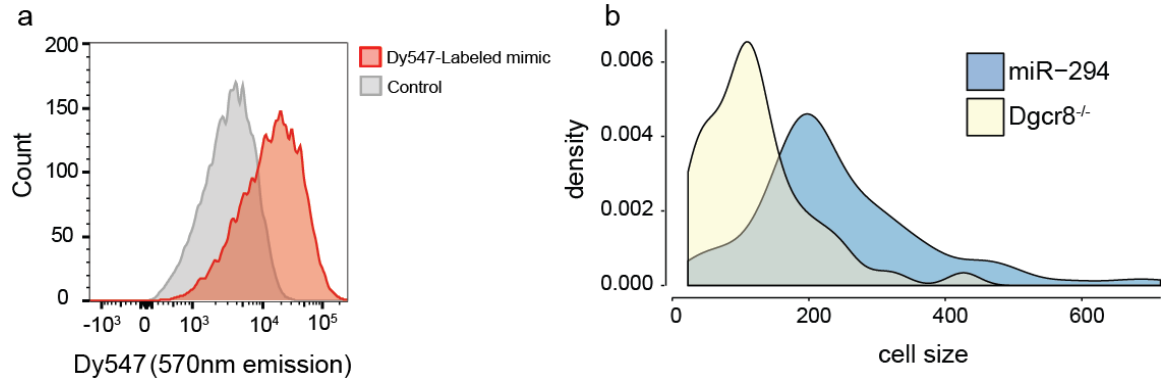 a
200
150
100
50
0
Count
-10³ 0 10³ 10⁴ 10⁵
Dy547 (570nm emission)
Dy547-Labeled mimic
Control
b
0.006
0.004
0.002
0.000
density
0 200 400 600
cell size
miR-294
Dgcr8⁻/⁻